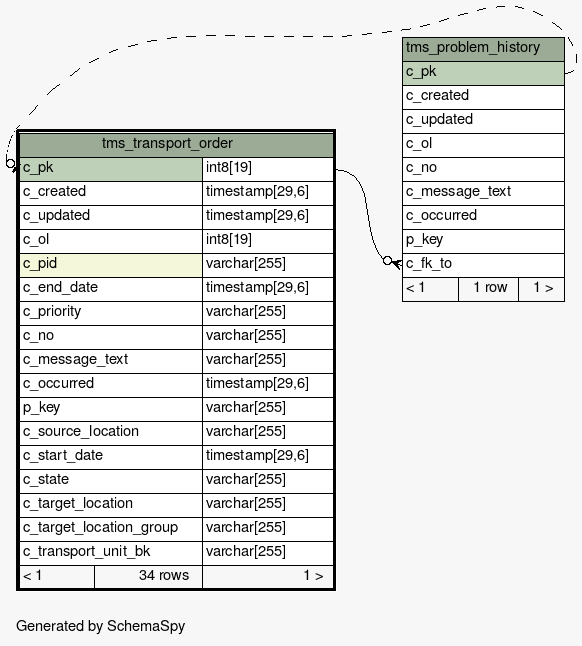 tms_problem_history
c_pk
c_created
c_updated
c_ol
c_no
c_message_text
c_occurred
p_key
c_fk_to
< 1 1 row 1 >
tms_transport_order
c_pk int8[19]
c_created timestamp[29,6]
c_updated timestamp[29,6]
c_ol int8[19]
c_pid varchar[255]
c_end_date timestamp[29,6]
c_priority varchar[255]
c_no varchar[255]
c_message_text varchar[255]
c_occurred timestamp[29,6]
p_key varchar[255]
c_source_location varchar[255]
c_start_date timestamp[29,6]
c_state varchar[255]
c_target_location varchar[255]
c_target_location_group varchar[255]
c_transport_unit_bk varchar[255]
< 1 34 rows 1 >
Generated by SchemaSpy